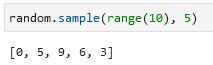 random.sample(range(10), 5)
[0, 5, 9, 6, 3]